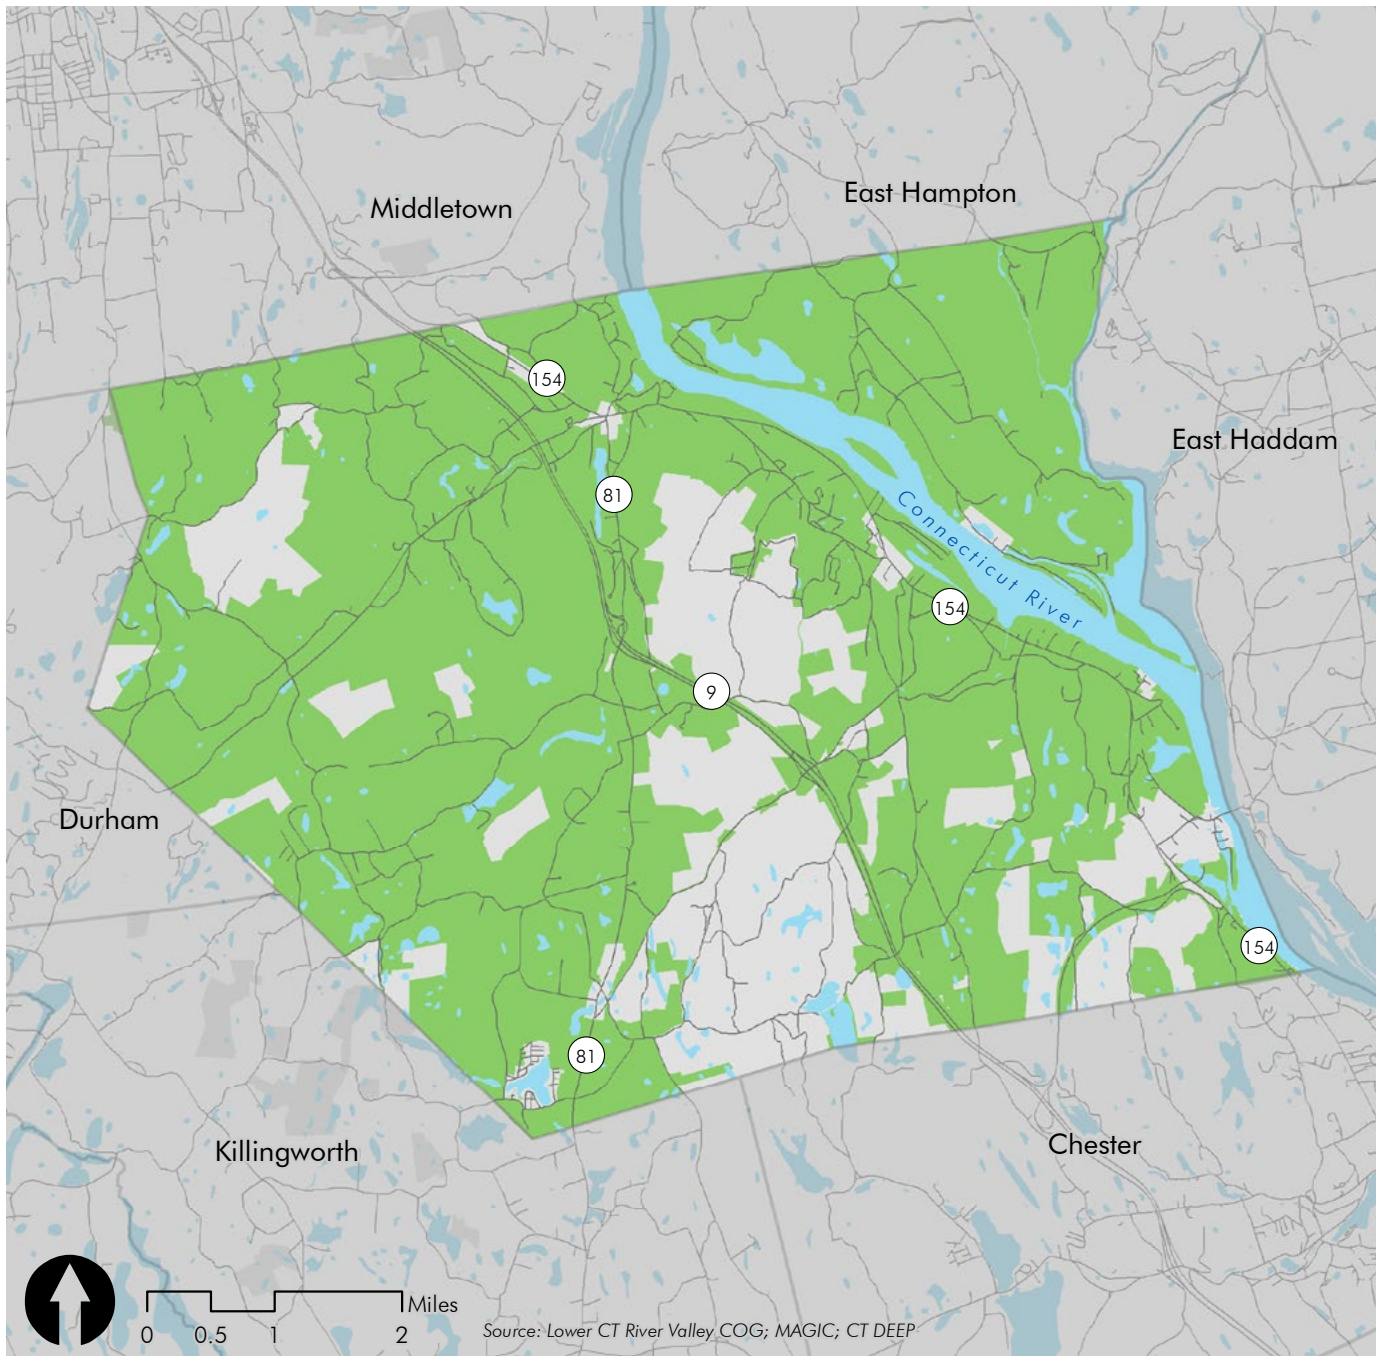 East Hampton
Middletown
154
East Haddam
81
Connecticut River
154
9
Durham
154
81
Chester
Killingworth
Miles
0 0.5 1 2
Source: Lower CT River Valley COG; MAGIC; CT DEEP